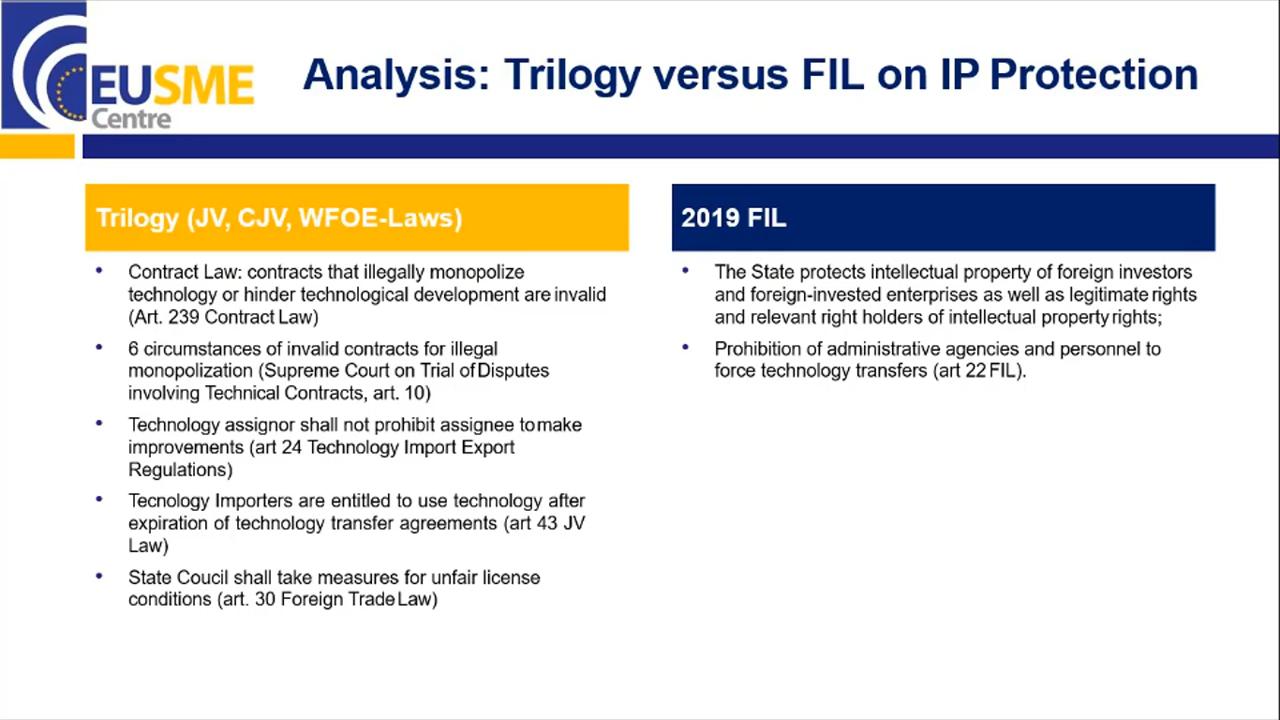 EUSME
Centre
Analysis: Trilogy versus FIL on IP Protection
Trilogy (JV, CJV, WFOE-Laws)
• Contract Law: contracts that illegally monopolize
technology or hinder technological development are invalid
(Art. 239 Contract Law)
• 6 circumstances of invalid contracts for illegal
monopolization (Supreme Court on Trial of Disputes
involving Technical Contracts, art. 10)
• Technology assignor shall not prohibit assignee to make
improvements (art 24 Technology Import Export
Regulations)
• Tecnology Importers are entitled to use technology after
expiration of technology transfer agreements (art 43 JV
Law)
• State Coucil shall take measures for unfair license
conditions (art. 30 Foreign Trade Law)
2019 FIL
• The State protects intellectual property of foreign investors
and foreign-invested enterprises as well as legitimate rights
and relevant right holders of intellectual property rights;
• Prohibition of administrative agencies and personnel to
force technology transfers (art 22 FIL).